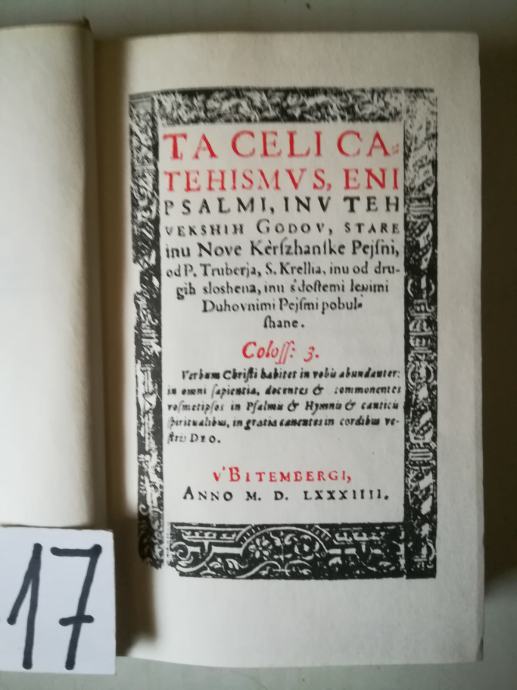 TA CELI CA-
TEHISMVS, ENI
PSALMI, INV TEH
VEKSHIH GODOV, STARE
inu Nove Kèrſzhanſke Pejſni,
od P. Truberja, S. Krellia, inu od dru-
gih sloshena, inu s'doſtemi lepimi
Duhovnimi Pejſmi pobul-
ſhane.
Coloſſ: 3.
Verbum Chriſti habitet in vobis abundanter:
in omni ſapientia, docentes & commonentes
voſmetipſos in Pſalmis & Hymnis & canticis
ſpiritualibus, in gratia canentes in cordibus ve-
ſtris DEO.
V'BITEMBERGI,
ANNO M. D. LXXXIIII.
17